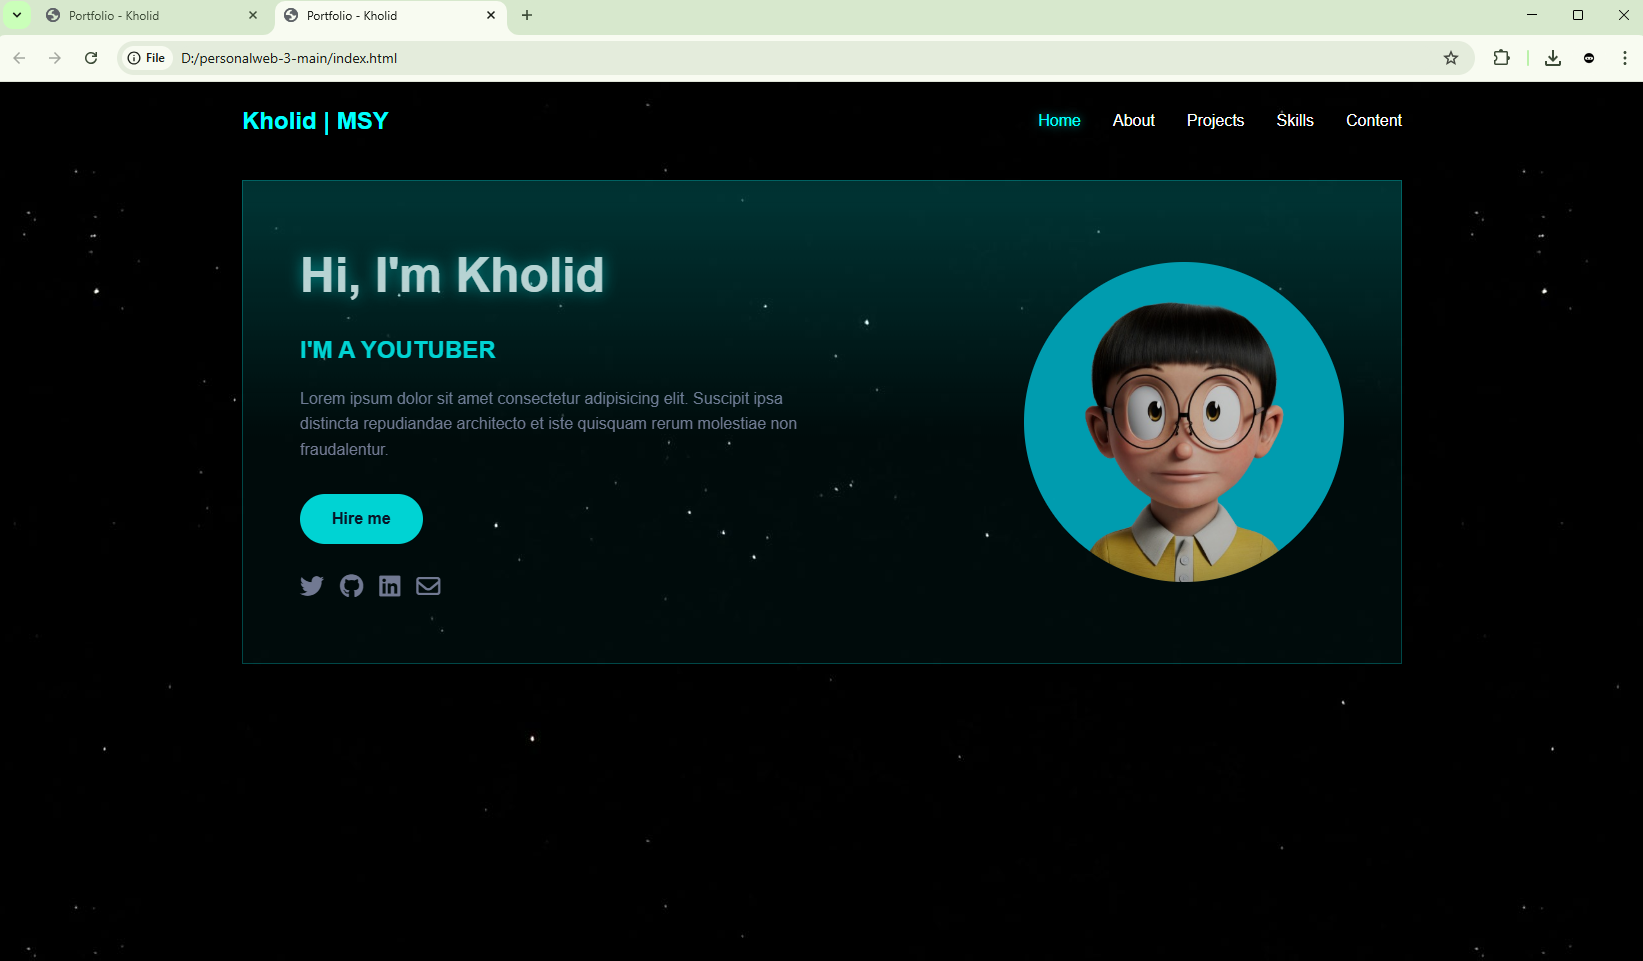 Portfolio - Kholid
Portfolio - Kholid
File
D:/personalweb-3-main/index.html
Kholid | MSY
Home
About
Projects
Skills
Content
Hi, I'm Kholid
I'M A YOUTUBER
Lorem ipsum dolor sit amet consectetur adipisicing elit. Suscipit ipsa
distincta repudiandae architecto et iste quisquam rerum molestiae non
fraudalentur.
Hire me